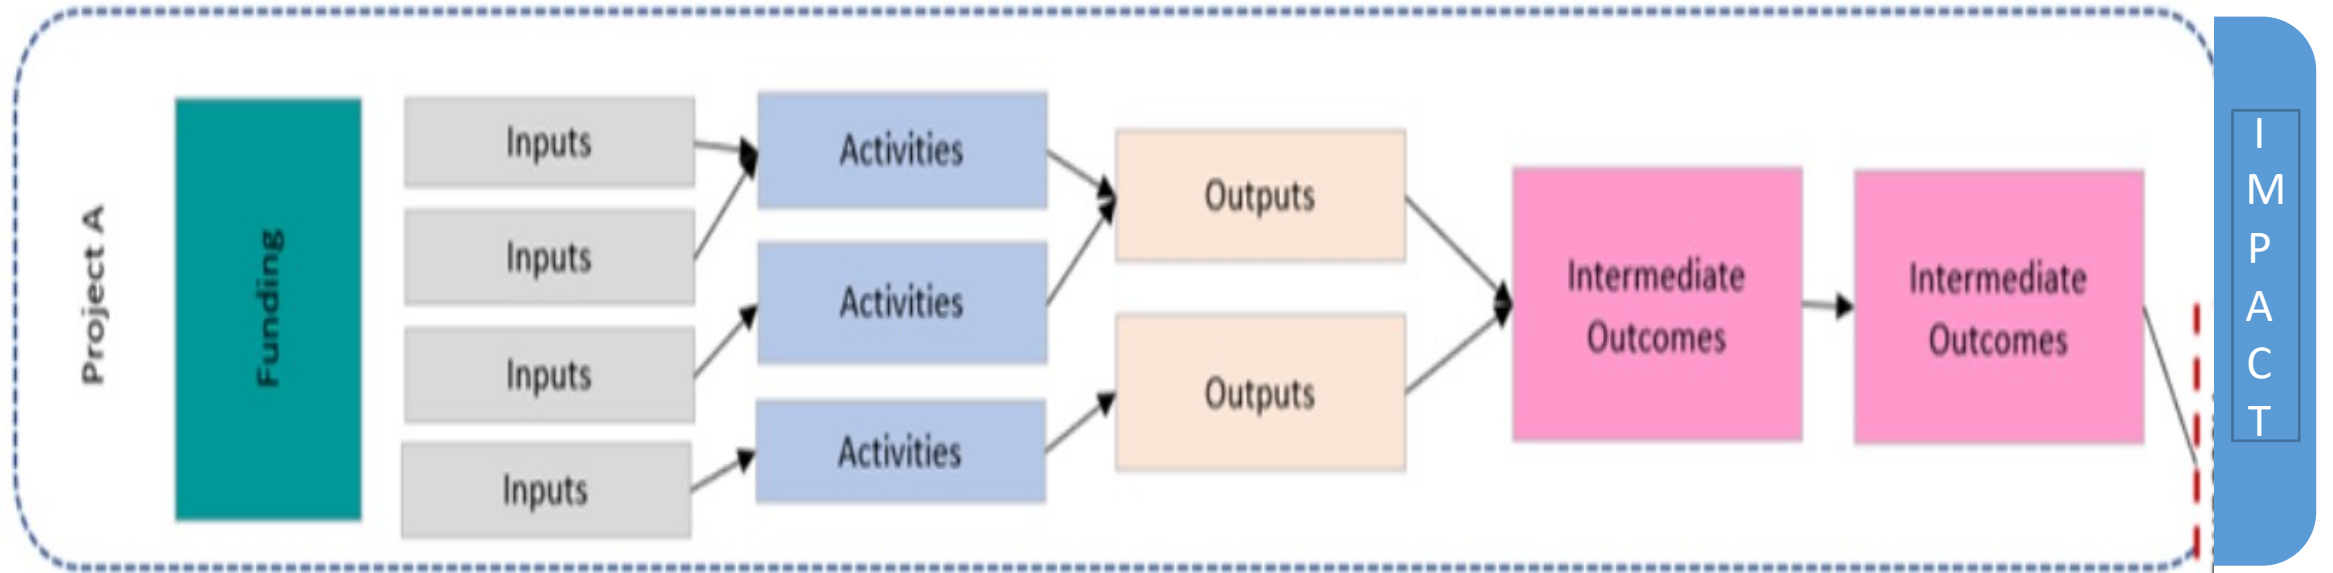 Project A
Funding
Inputs
Inputs
Inputs
Inputs
Activities
Activities
Activities
Outputs
Outputs
Intermediate
Outcomes
Intermediate
Outcomes
I
M
P
A
C
T